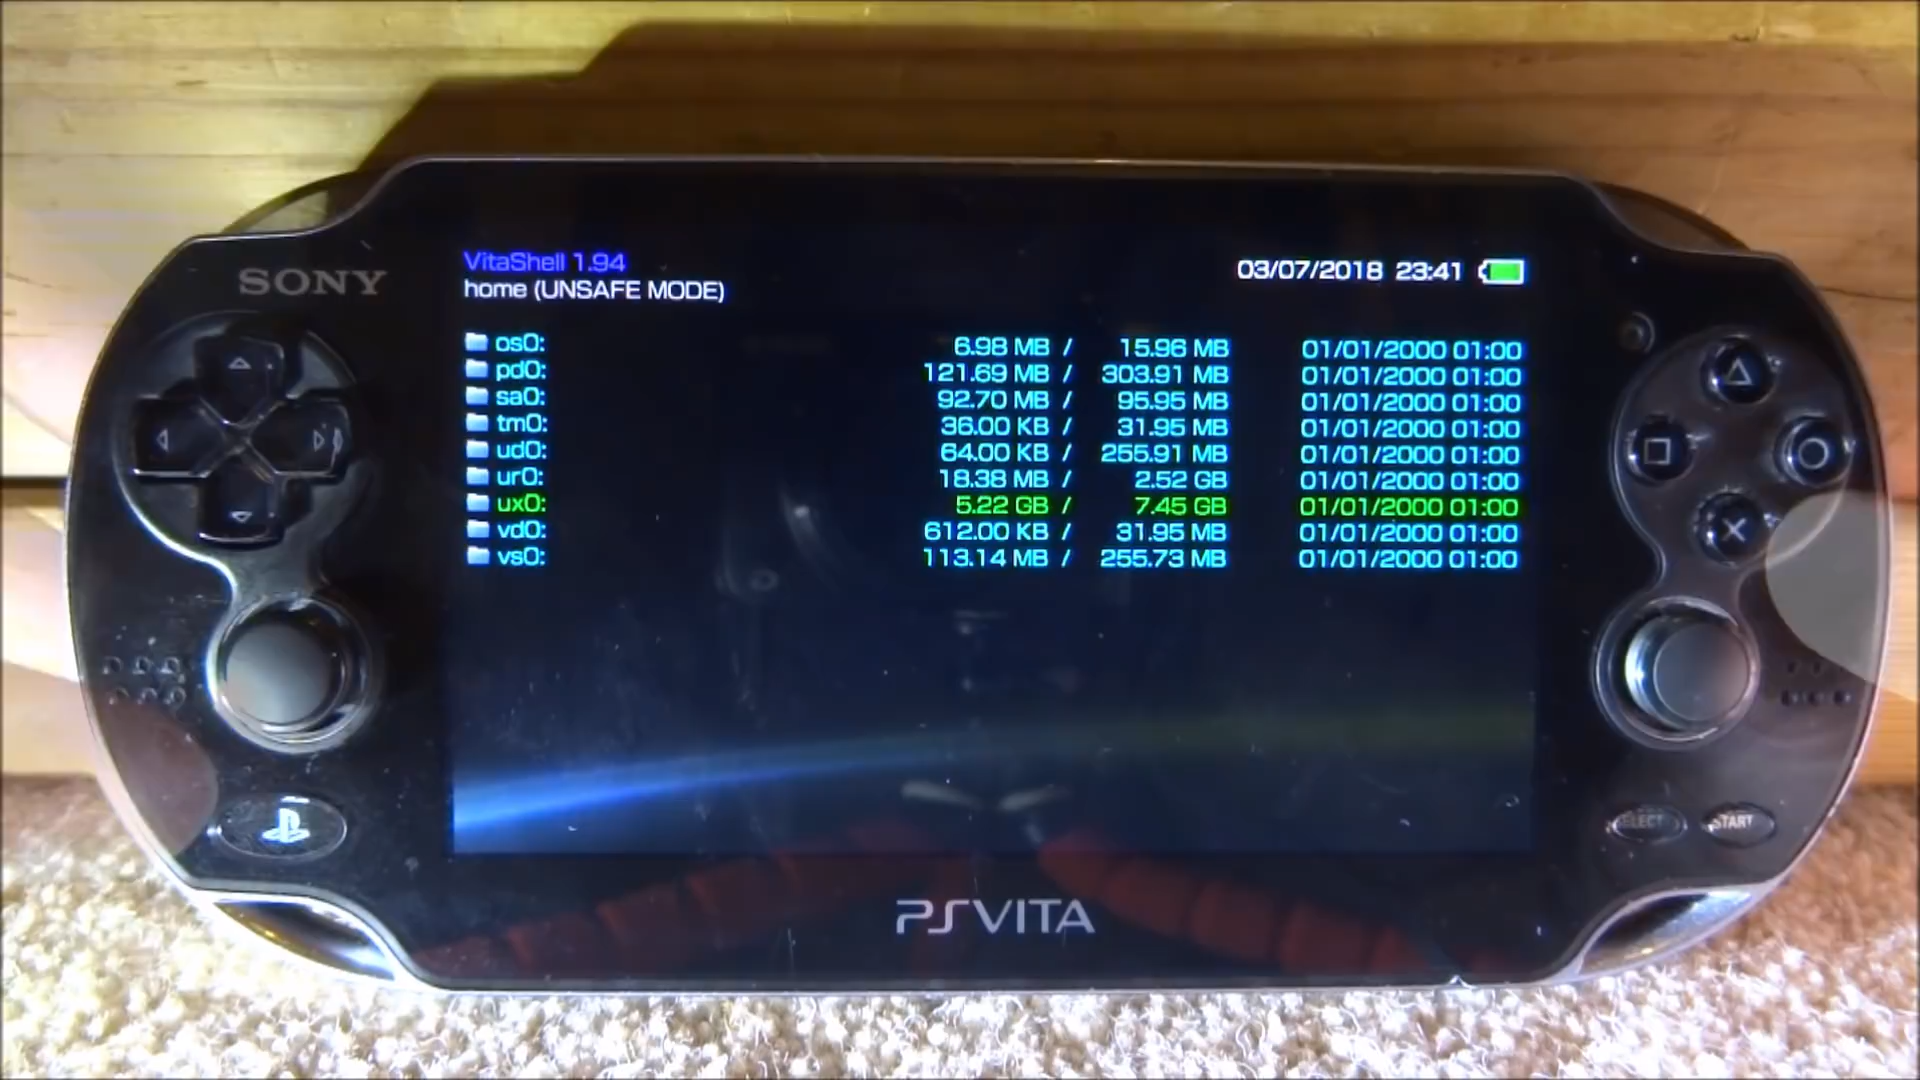 SONY
VitaShell 1.94
03/07/2018 23:41
home (UNSAFE MODE)
os0: 6.98 MB / 15.96 MB 01/01/2000 01:00
pd0: 121.69 MB / 303.91 MB 01/01/2000 01:00
sa0: 92.70 MB / 95.95 MB 01/01/2000 01:00
tm0: 36.00 KB / 31.95 MB 01/01/2000 01:00
ud0: 64.00 KB / 255.91 MB 01/01/2000 01:00
ur0: 18.38 MB / 2.52 GB 01/01/2000 01:00
ux0: 5.22 GB / 7.45 GB 01/01/2000 01:00
vd0: 612.00 KB / 31.95 MB 01/01/2000 01:00
vs0: 113.14 MB / 255.73 MB 01/01/2000 01:00
SELECT
START
PSVITA